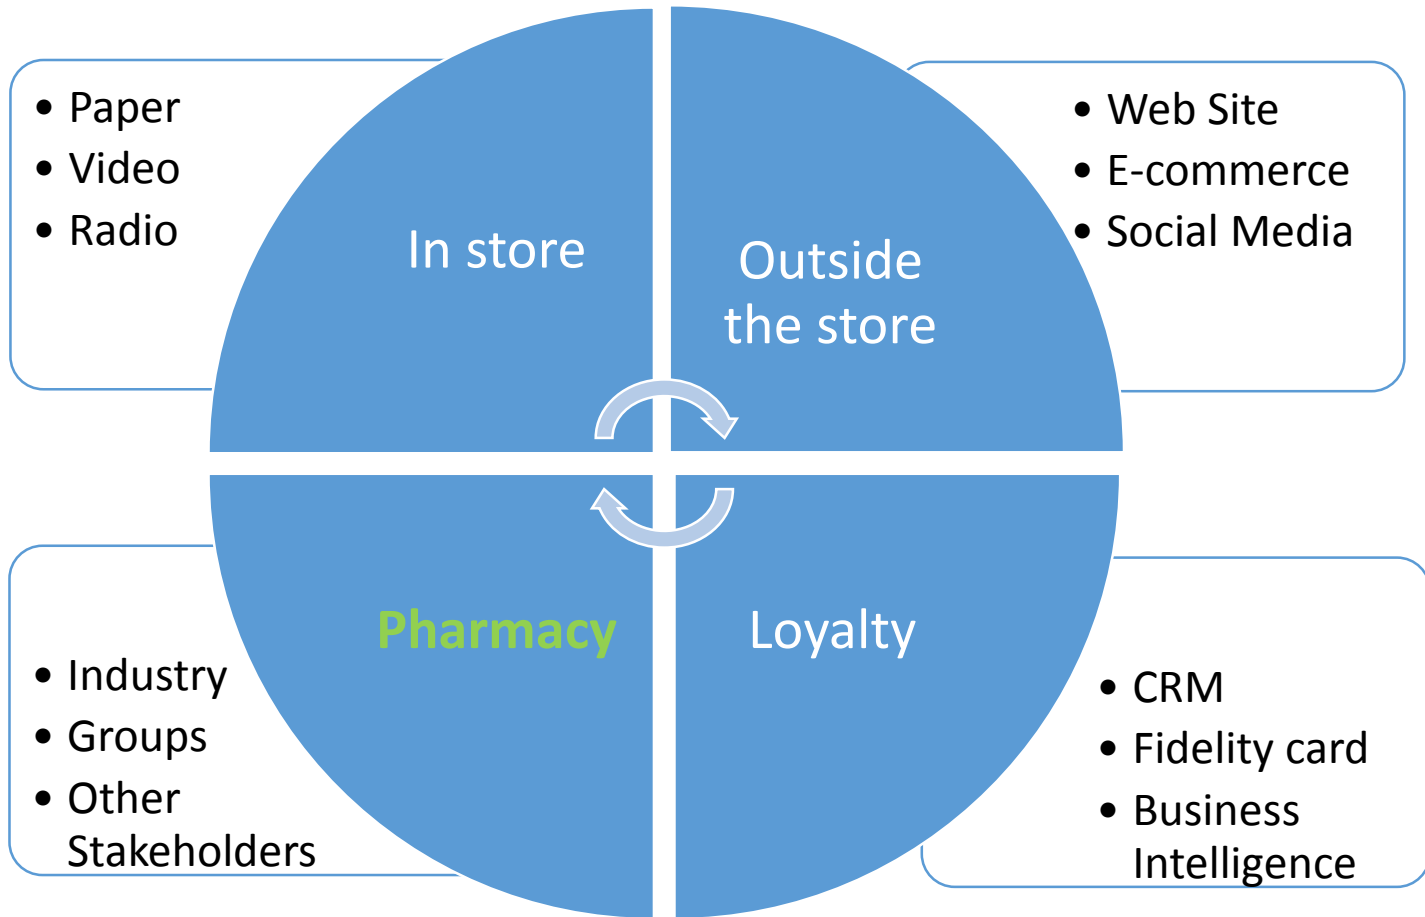 • Paper
• Video
• Radio
In store
Outside
the store
• Web Site
• E-commerce
• Social Media
Pharmacy
• Industry
• Groups
• Other
Stakeholders
Loyalty
• CRM
• Fidelity card
• Business
Intelligence